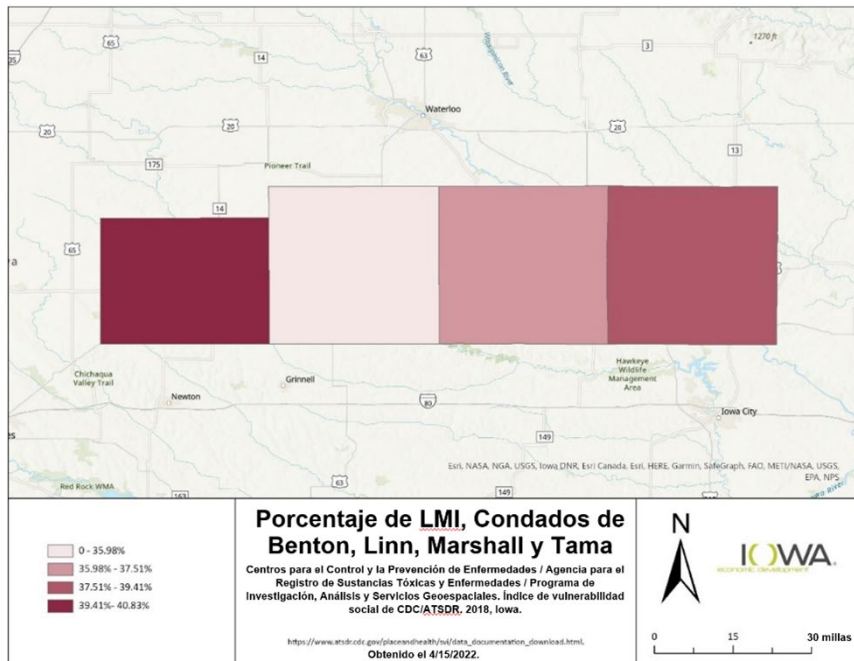 65
14
63
3
1270 ft
Wapsipinicon River
35
Waterloo
20
20
20
13
175
Pioneer Trail
14
65
Chichaqua
Valley Trail
Newton
Grinnell
80
Hawkeye
Wildlife
Management
Area
Iowa City
149
Esri, NASA, NGA, USGS, Iowa DNR, Esri Canada, Esri, HERE, Garmin, SafeGraph, FAO, METI/NASA, USGS,
EPA, NPS
Red Rock WMA
163
63
149
0 - 35.98%
35.98% - 37.51%
37.51% - 39.41%
39.41%- 40.83%
Porcentaje de LMI, Condados de
Benton, Linn, Marshall y Tama
Centros para el Control y la Prevención de Enfermedades / Agencia para el
Registro de Sustancias Tóxicas y Enfermedades / Programa de
Investigación, Análisis y Servicios Geoespaciales. Índice de vulnerabilidad
social de CDC/ATSDR. 2018, Iowa.
https://www.atsdr.cdc.gov/placeandhealth/svi/data_documentation_download.html.
Obtenido el 4/15/2022.
N
IOWA
economic development
0 15 30 millas